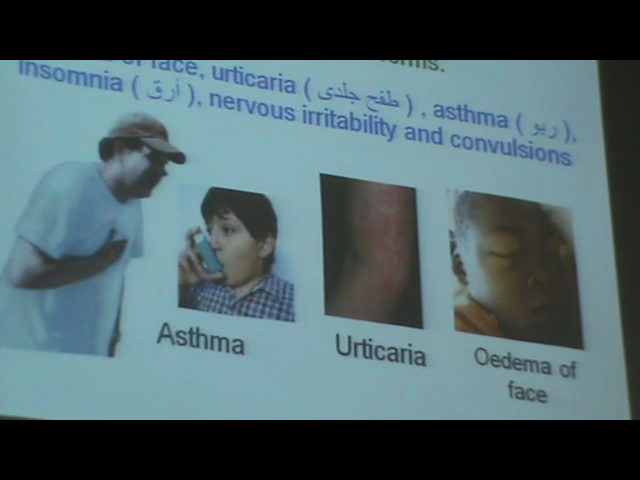 of face, urticaria ( طفح جلدى ) , asthma ( ربو ),
insomnia ( أرق ), nervous irritability and convulsions
Asthma
Urticaria
Oedema of
face